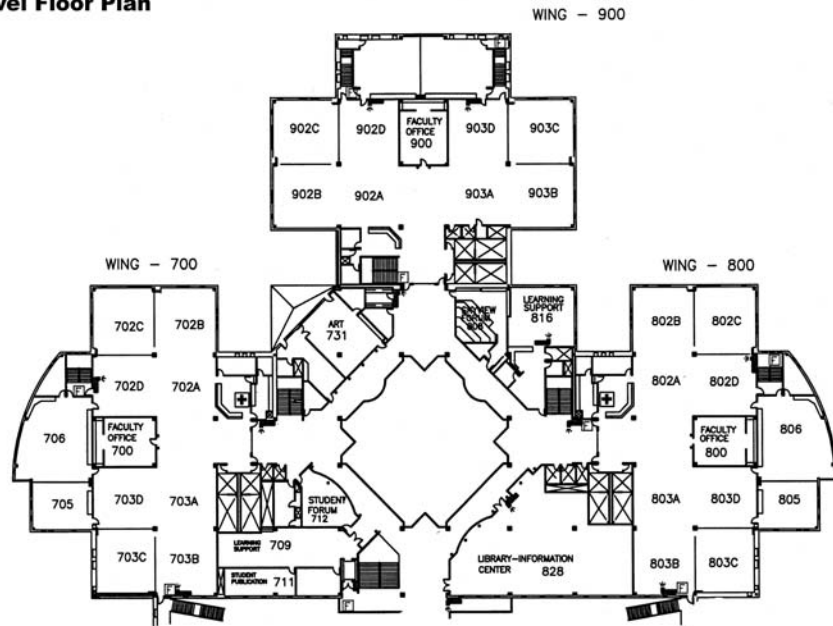 vel Floor Plan
WING - 900
902C
902D
FACULTY
OFFICE
900
903D
903C
902B
902A
903A
903B
WING - 700
WING - 800
702C
702B
ART
731
SKYVIEW
FORUM
808
LEARNING
SUPPORT
816
802B
802C
702D
702A
802A
802D
706
FACULTY
OFFICE
700
FACULTY
OFFICE
800
806
705
703D
703A
STUDENT
FORUM
712
803A
803D
805
703C
703B
LEARNING
SUPPORT
709
STUDENT
PUBLICATION
711
LIBRARY-INFORMATION
CENTER
828
803B
803C
F
F
F
F
F
F
F
F
F
F